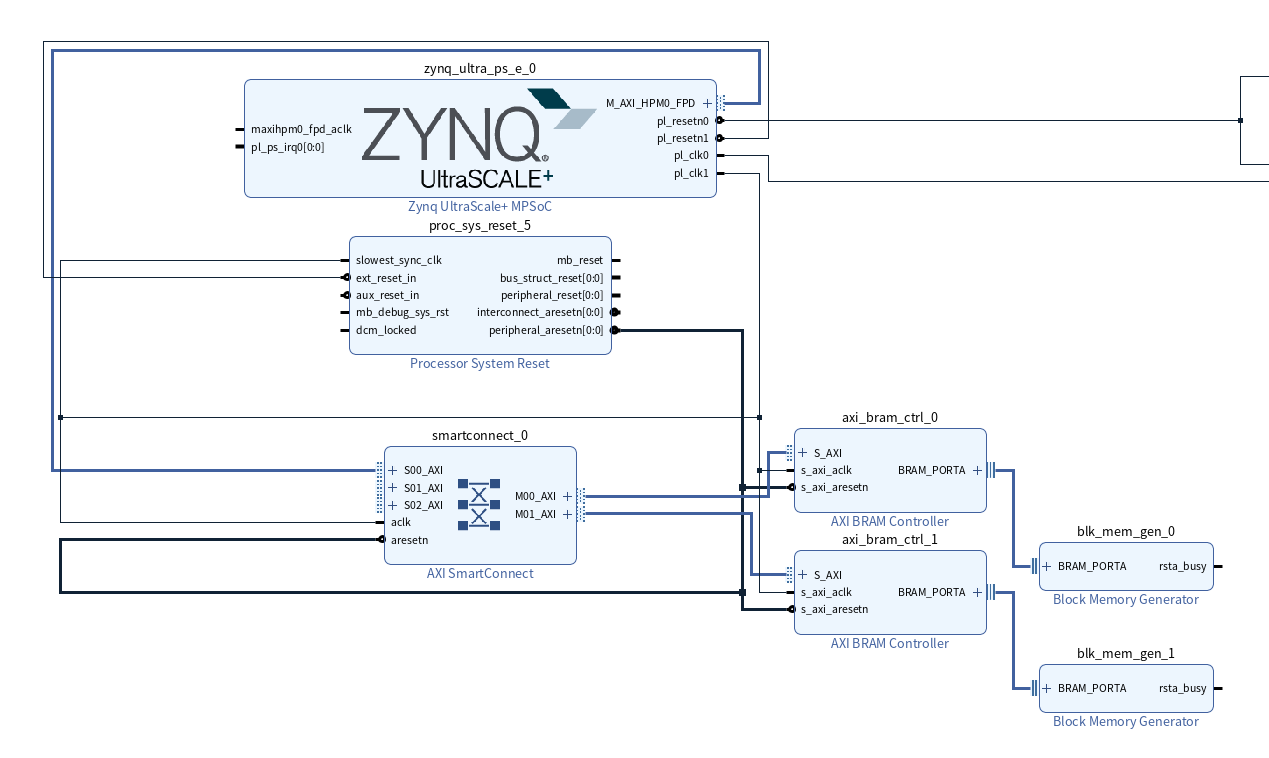 zynq_ultra_ps_e_0
maxihpm0_fpd_aclk
pl_ps_irq0[0:0]
ZYNQ®
UltraSCALE+
M_AXI_HPM0_FPD
pl_resetn0
pl_resetn1
pl_clk0
pl_clk1
Zynq UltraScale+ MPSoC
proc_sys_reset_5
slowest_sync_clk
ext_reset_in
aux_reset_in
mb_debug_sys_rst
dcm_locked
mb_reset
bus_struct_reset[0:0]
peripheral_reset[0:0]
interconnect_aresetn[0:0]
peripheral_aresetn[0:0]
Processor System Reset
smartconnect_0
S00_AXI
S01_AXI
S02_AXI
aclk
aresetn
M00_AXI
M01_AXI
AXI SmartConnect
axi_bram_ctrl_0
S_AXI
s_axi_aclk
s_axi_aresetn
BRAM_PORTA
AXI BRAM Controller
axi_bram_ctrl_1
S_AXI
s_axi_aclk
s_axi_aresetn
BRAM_PORTA
AXI BRAM Controller
blk_mem_gen_0
BRAM_PORTA
rsta_busy
Block Memory Generator
blk_mem_gen_1
BRAM_PORTA
rsta_busy
Block Memory Generator